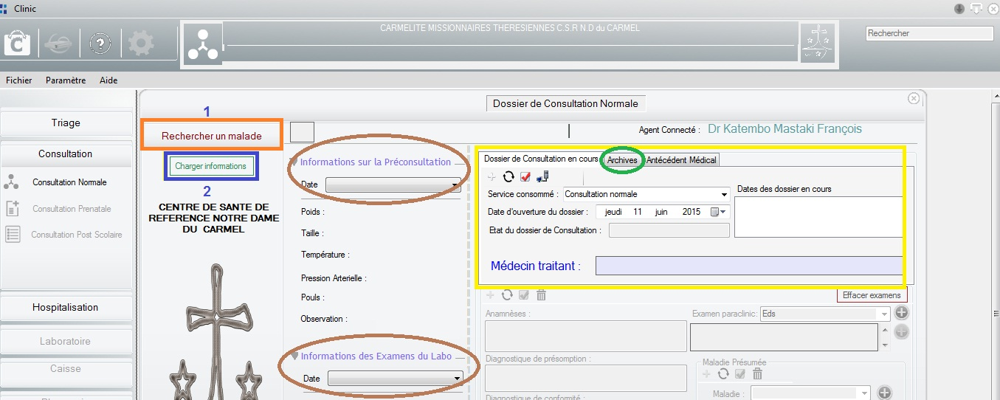 Clinic
CARMELITE MISSIONNAIRES THERESIENNES C.S.R N.D du CARMEL
Rechercher
C
?
Fichier Paramètre Aide
Dossier de Consultation Normale
1
Triage
Rechercher un malade
Agent Connecté : Dr Katembo Mastaki François
Consultation
Charger informations
2
Informations sur la Préconsultation
Date
Dossier de Consultation en cours Archives Antécédent Médical
Consultation Normale
Consultation Prenatale
Consultation Post Scolaire
CENTRE DE SANTE DE
REFERENCE NOTRE DAME
DU CARMEL
Poids :
Taille :
Température :
Pression Arterielle :
Pouls :
Observation :
Service consommé : Consultation normale
Dates des dossier en cours
Date d'ouverture du dossier : jeudi 11 juin 2015
Etat du dossier de Consultation :
Médecin traitant :
Effacer examens
Hospitalisation
Laboratoire
Caisse
Anamnèses :
Examen paraclinic: Eds
Informations des Examens du Labo
Date
Diagnostique de présomption :
Maladie Présumée
Maladie :
Diagnostique de conformité :